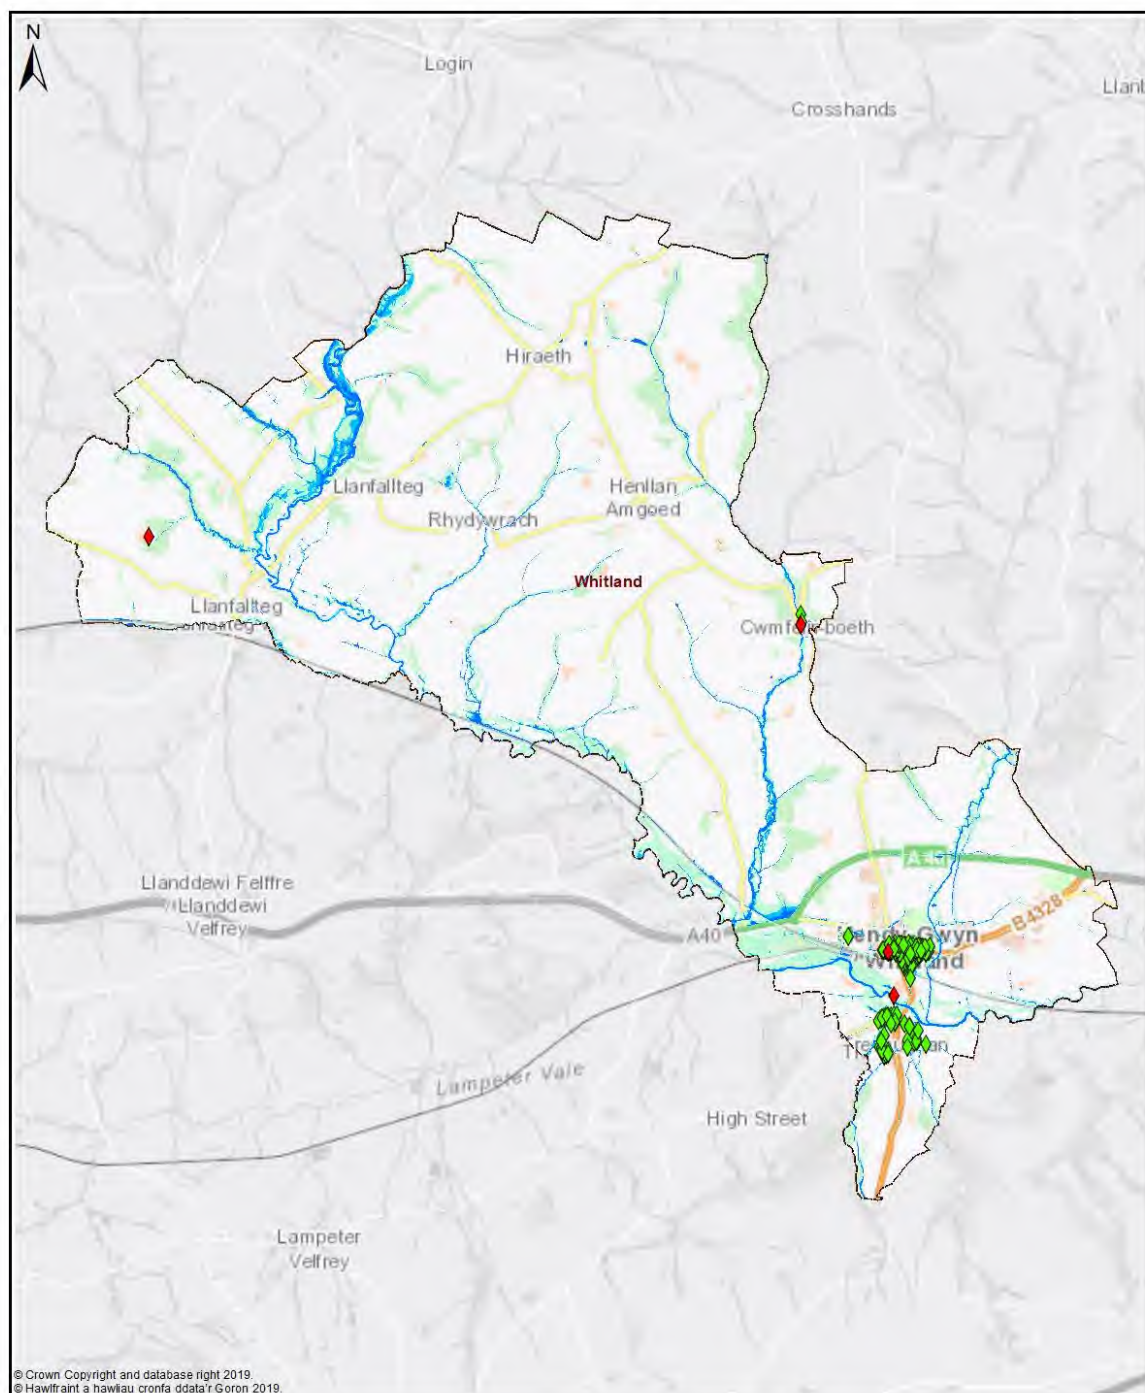 N
Login
Crosshands
Hiraeth
Llanfallteg
Henllan
Amgoed
Rhydywrach
Whitland
Llanfallteg
Llanddewi Felffre
Llanddewi
Velfrey
A40
B4328
Lampeter Vale
High Street
Lampeter
Velfrey
© Crown Copyright and database right 2019.
© Hawlfraint a hawliau cronfa ddata'r Goron 2019.